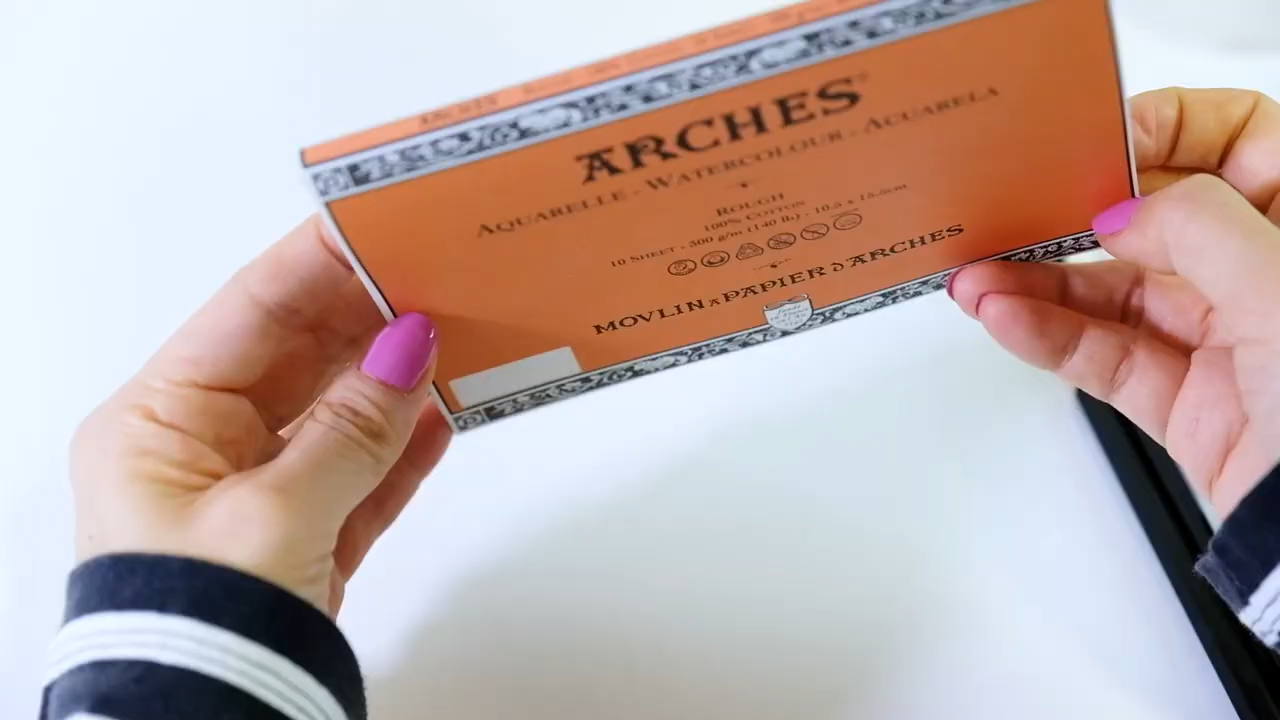 ARCHES®
AQUARELLE - WATERCOLOUR - ACUARELA
ROUGH
100% COTTON
10 SHEET - 300 g/m (140 lb) - 10.5 x 15.5cm
MOVLIN A PAPIER D'ARCHES